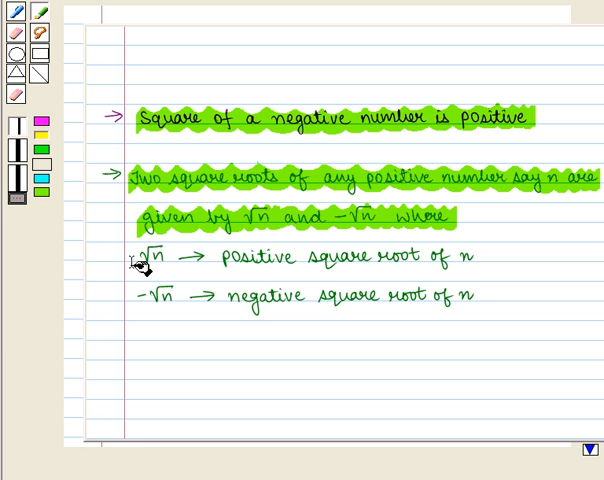 → Square of a negative number is positive
→ Two square roots of any positive number say n are
given by √n and -√n where
√n → positive square root of n
-√n → negative square root of n